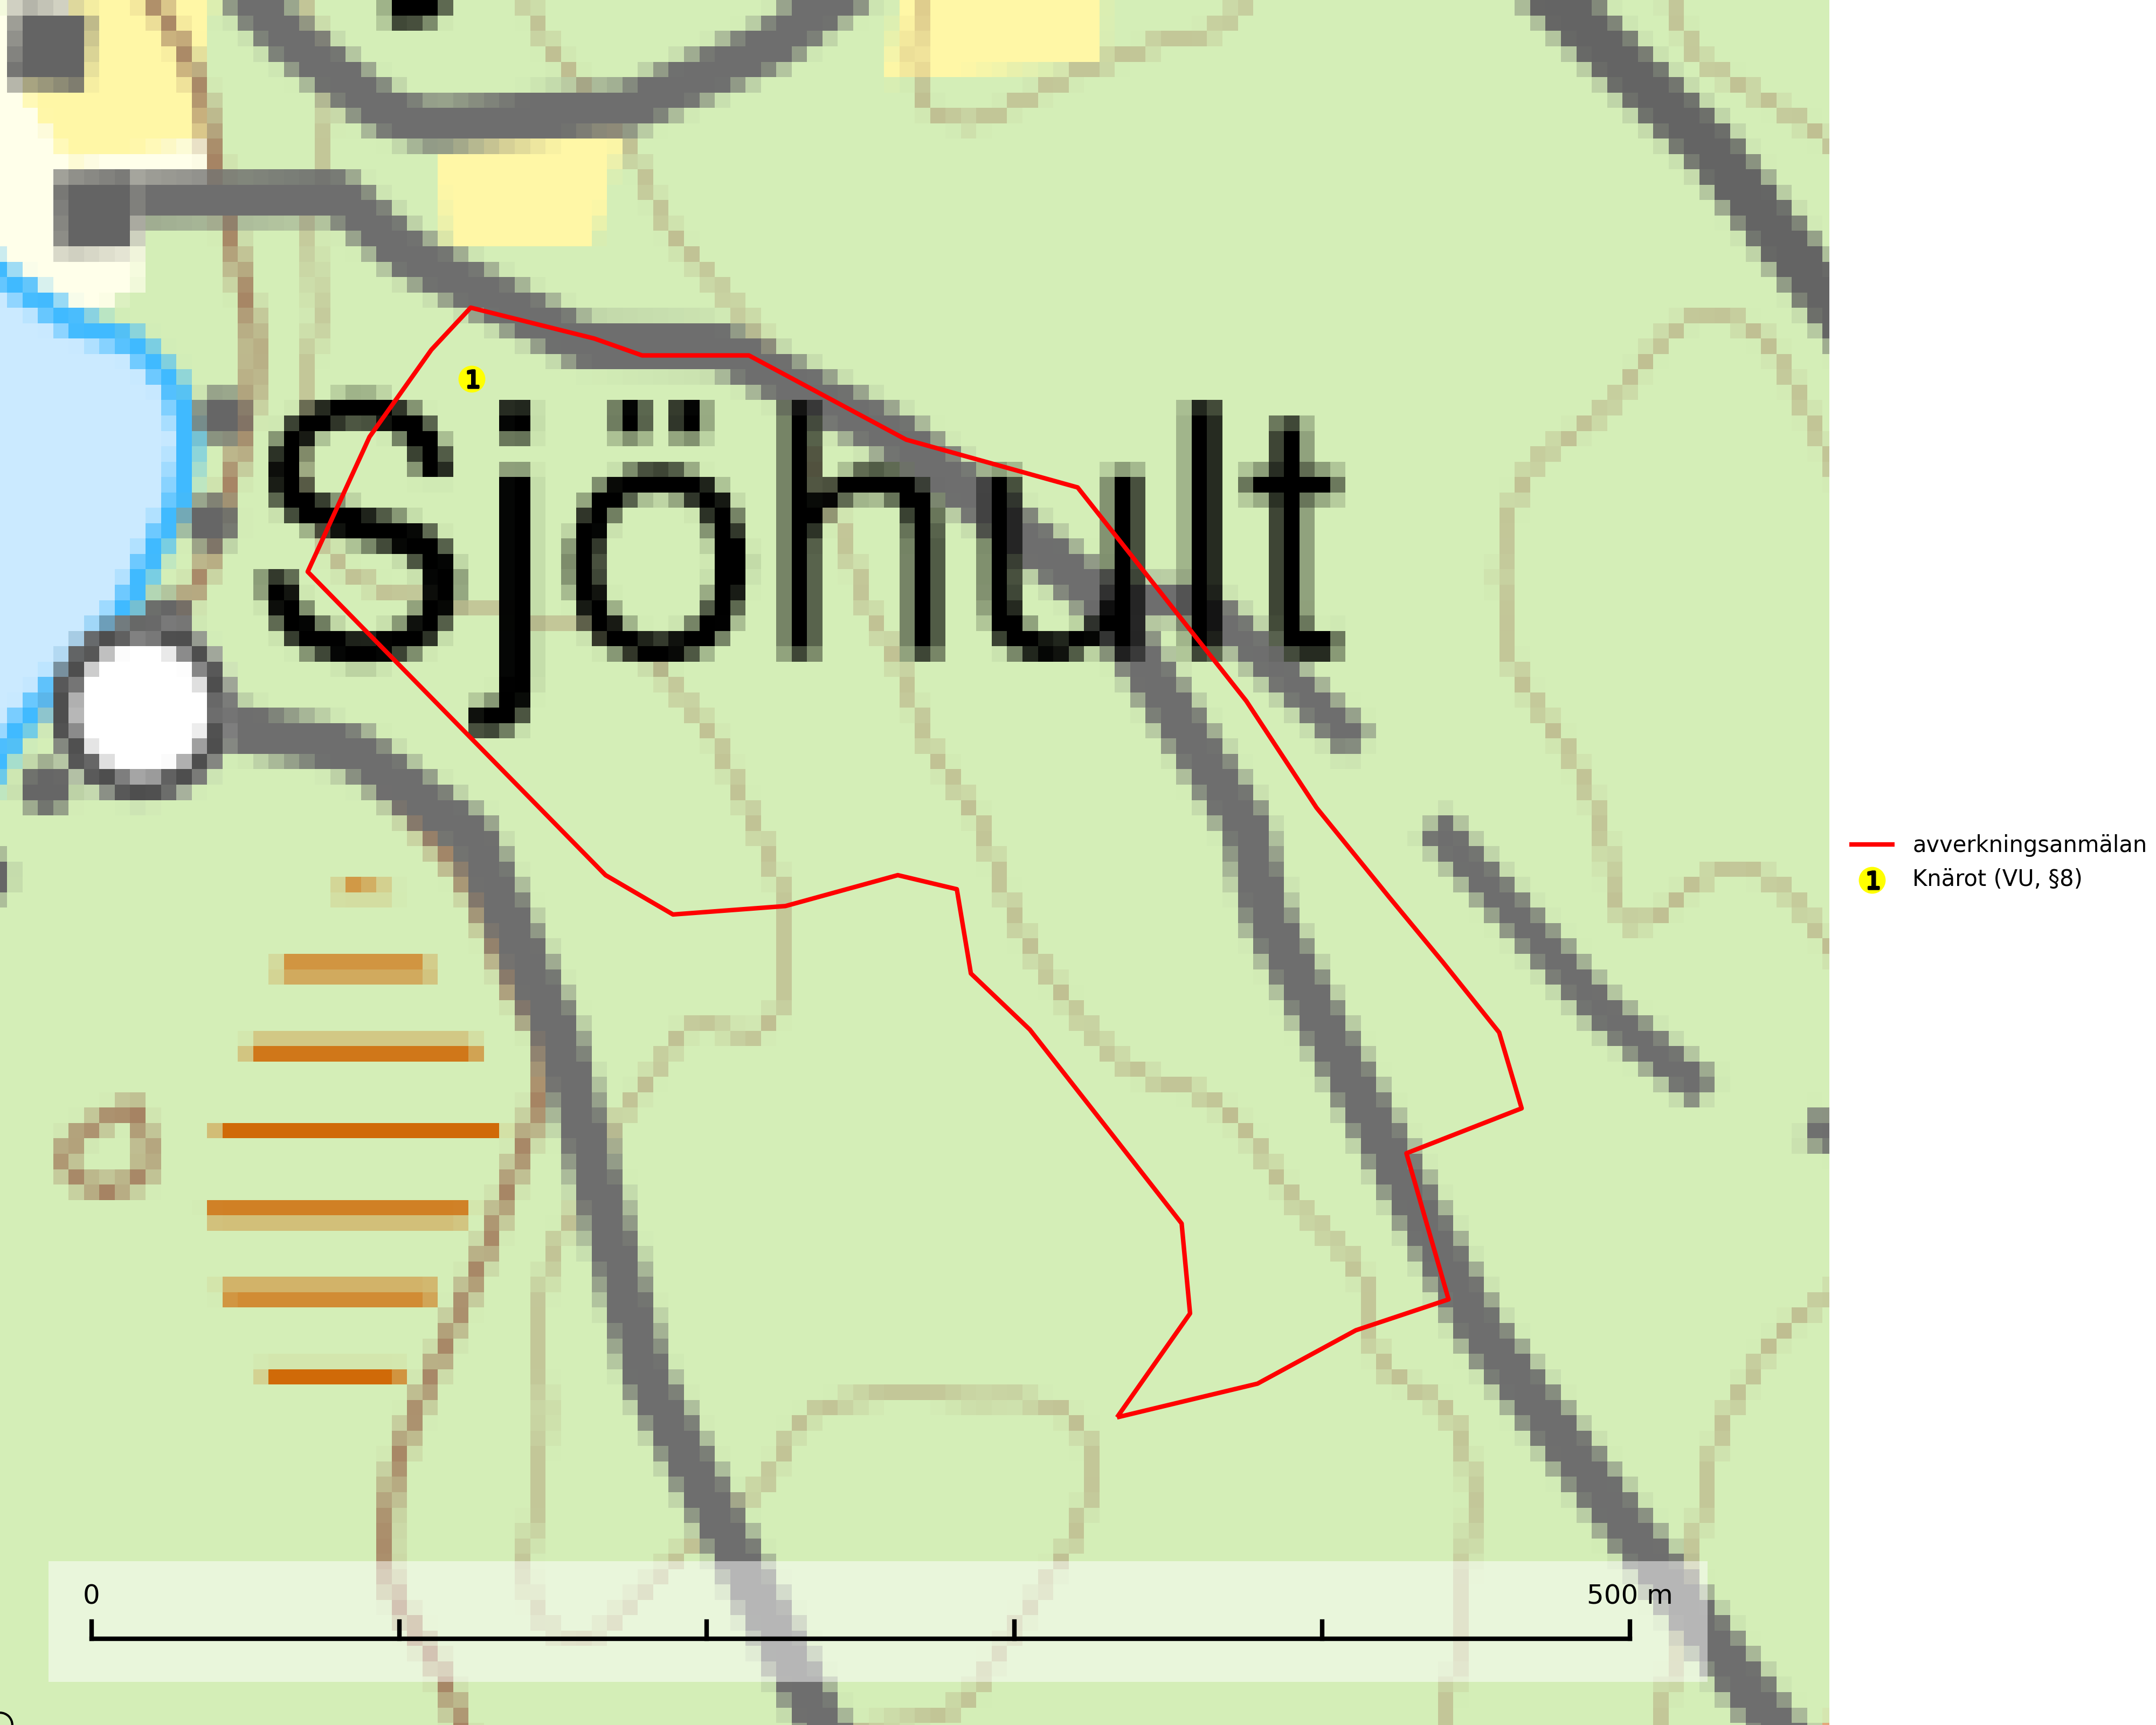 1
Sjöhult
avverkningsanmälan
1 Knärot (VU, §8)
0 500 m